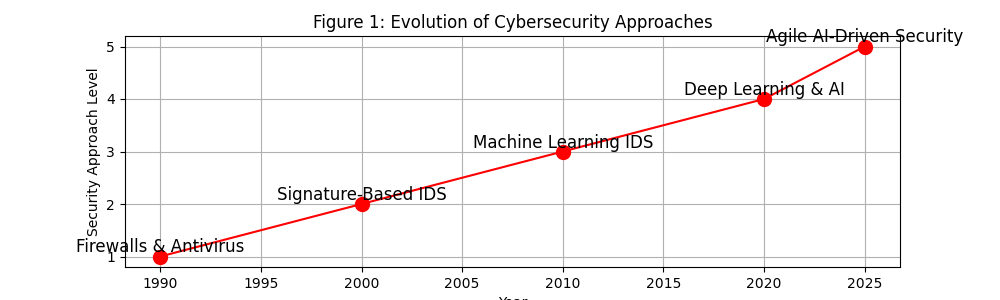 Figure 1: Evolution of Cybersecurity Approaches
Security Approach Level
5
4
3
2
1
Agile AI-Driven Security
Deep Learning & AI
Machine Learning IDS
Signature-Based IDS
Firewalls & Antivirus
1990 1995 2000 2005 2010 2015 2020 2025
Year